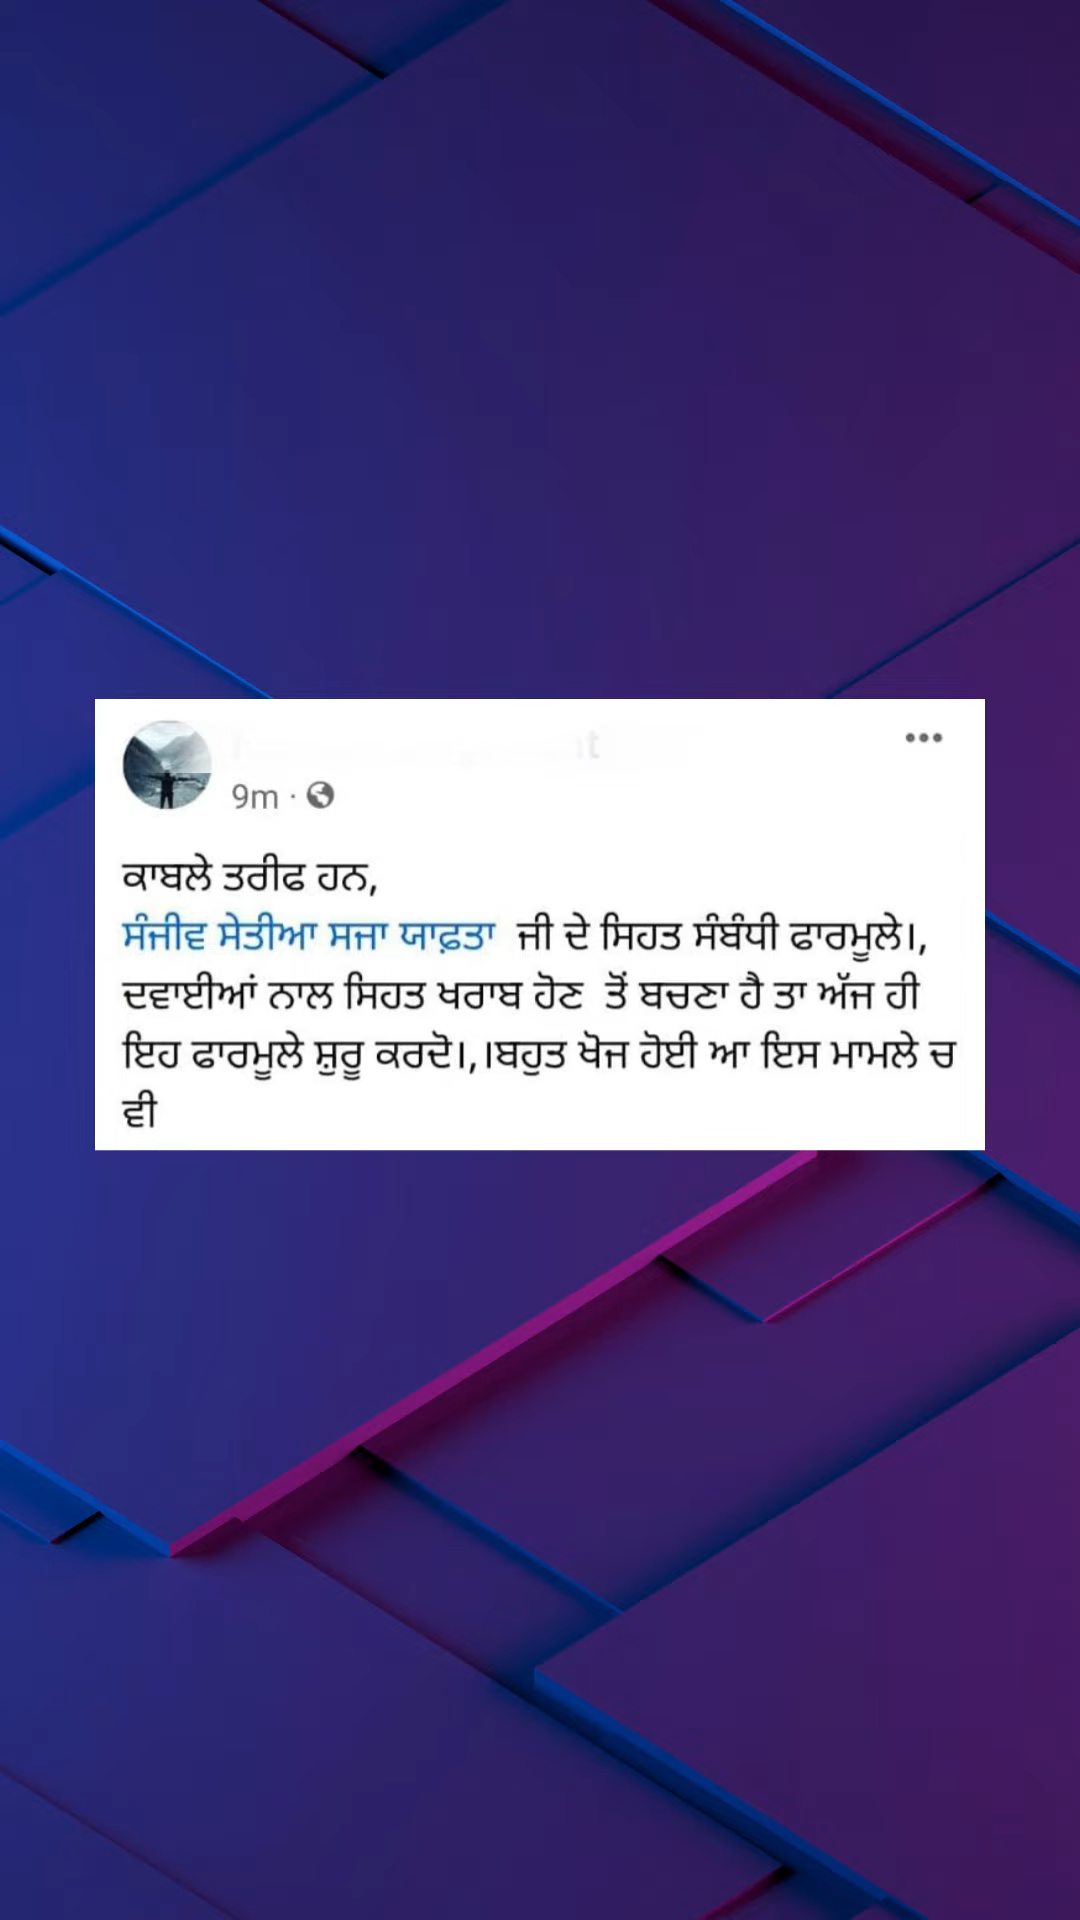 9m ·
ਕਾਬਲੇ ਤਰੀਫ ਹਨ,
ਸੰਜੀਵ ਸੇਤੀਆ ਸਜਾ ਯਾਫ਼ਤਾ ਜੀ ਦੇ ਸਿਹਤ ਸੰਬੰਧੀ ਫਾਰਮੂਲੇ।,
ਦਵਾਈਆਂ ਨਾਲ ਸਿਹਤ ਖਰਾਬ ਹੋਣ ਤੋਂ ਬਚਣਾ ਹੈ ਤਾ ਅੱਜ ਹੀ
ਇਹ ਫਾਰਮੂਲੇ ਸ਼ੁਰੂ ਕਰਦੋ।,।ਬਹੁਤ ਖੋਜ ਹੋਈ ਆ ਇਸ ਮਾਮਲੇ ਚ
ਵੀ